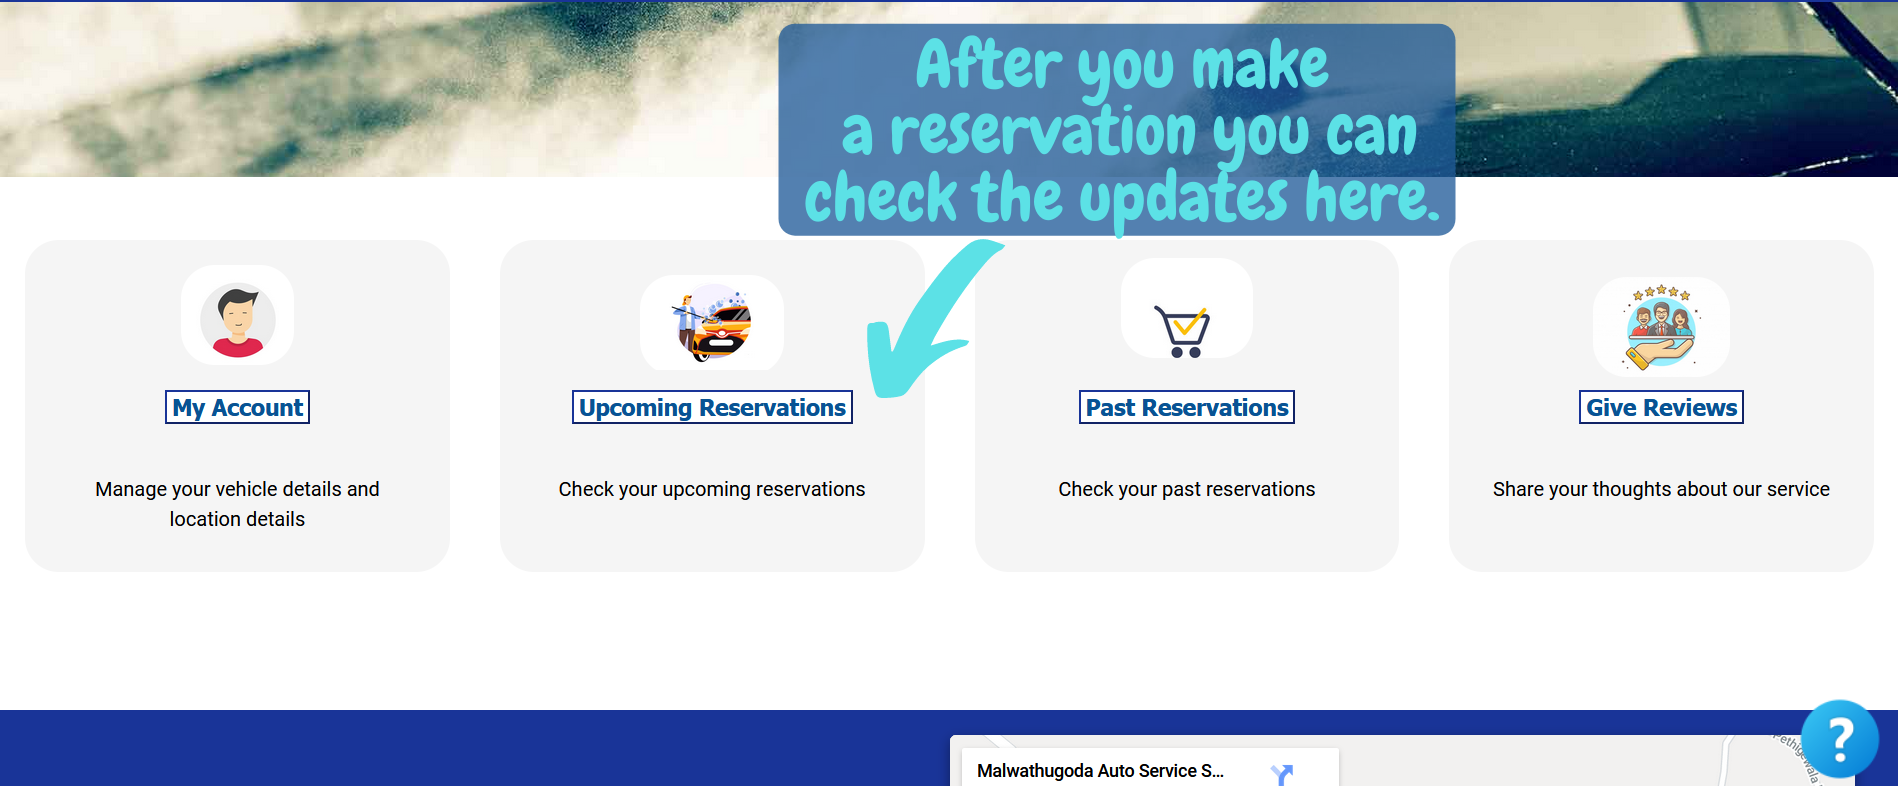 After you make
a reservation you can
check the updates here.
My Account
Upcoming Reservations
Past Reservations
Give Reviews
Manage your vehicle details and
location details
Check your upcoming reservations
Check your past reservations
Share your thoughts about our service
?
Malwathugoda Auto Service S...